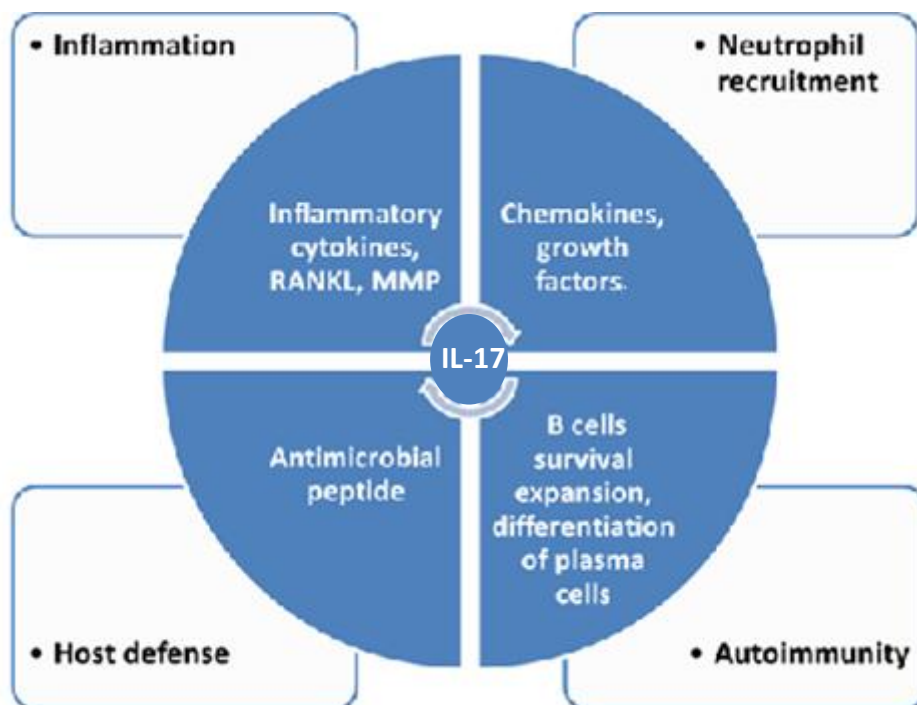 • Inflammation
• Neutrophil
recruitment
Inflammatory
cytokines,
RANKL, MMP
Chemokines,
growth
factors.
IL-17
Antimicrobial
peptide
B cells
survival
expansion,
differentiation
of plasma
cells
• Host defense
• Autoimmunity